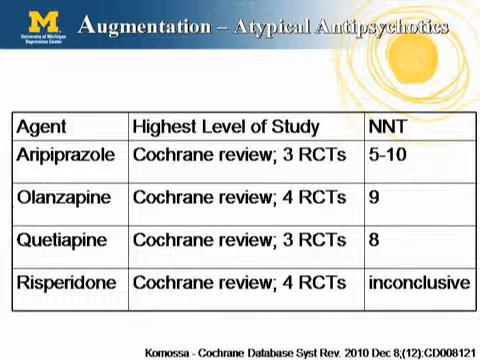 M
University of Michigan
Depression Center
Augmentation – Atypical Antipsychotics
Agent Highest Level of Study NNT
Aripiprazole Cochrane review; 3 RCTs 5-10
Olanzapine Cochrane review; 4 RCTs 9
Quetiapine Cochrane review; 3 RCTs 8
Risperidone Cochrane review; 4 RCTs inconclusive
Komossa - Cochrane Database Syst Rev. 2010 Dec 8,(12):CD008121